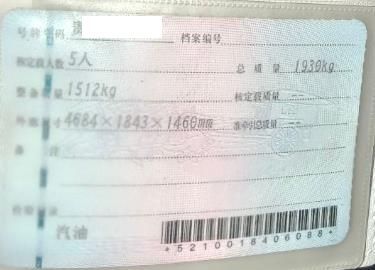 号牌号码 贵 档案编号
核定载人数 5人 总质量 1930kg
整备质量 1512kg 核定载质量 --
外廓尺寸 4684×1843×1460mm 准牵引总质量 --
备 注
检验记录
汽油
*5210018406088*